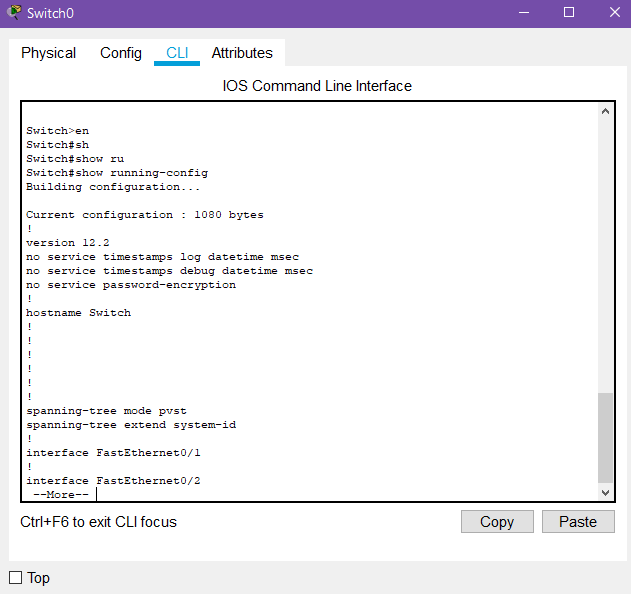 Switch0
Physical Config CLI Attributes
IOS Command Line Interface
Switch>en
Switch#sh
Switch#show ru
Switch#show running-config
Building configuration...
Current configuration : 1080 bytes
!
version 12.2
no service timestamps log datetime msec
no service timestamps debug datetime msec
no service password-encryption
!
hostname Switch
!
!
!
!
!
!
spanning-tree mode pvst
spanning-tree extend system-id
!
interface FastEthernet0/1
!
interface FastEthernet0/2
--More--
Ctrl+F6 to exit CLI focus
Copy Paste
Top